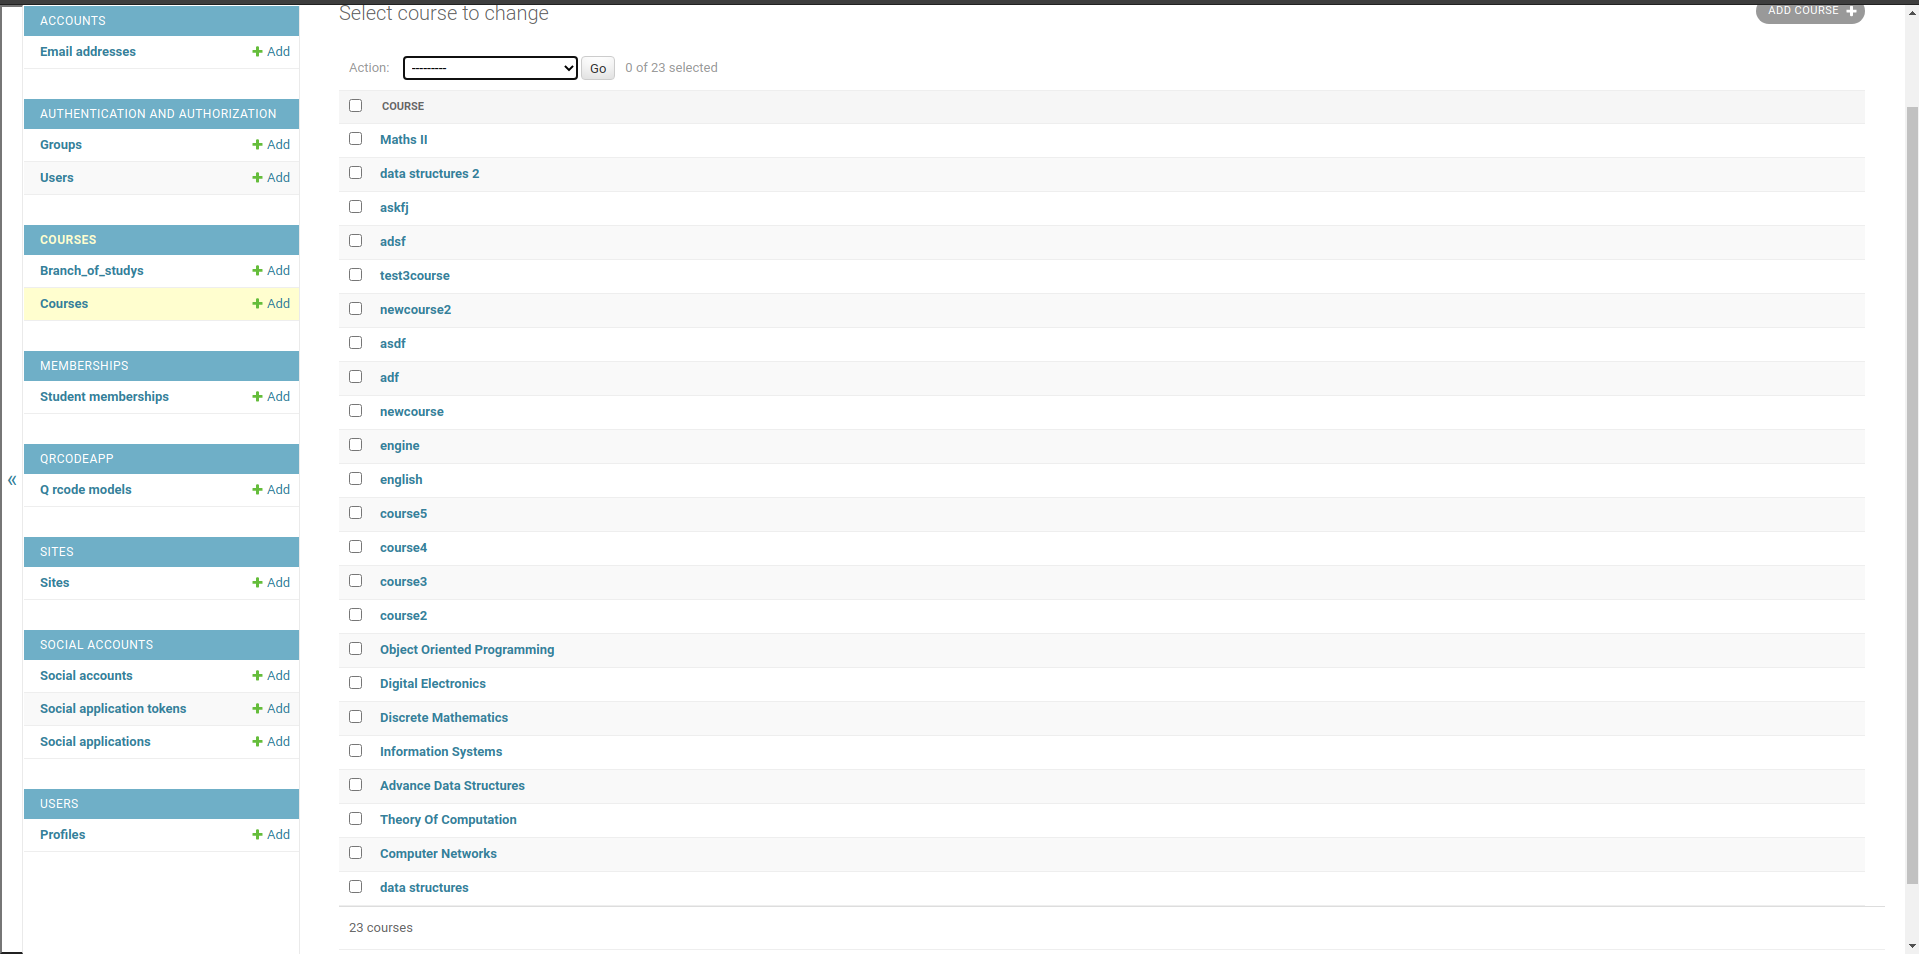 ACCOUNTS
Email addresses + Add
AUTHENTICATION AND AUTHORIZATION
Groups + Add
Users + Add
COURSES
Branch_of_studys + Add
Courses + Add
MEMBERSHIPS
Student memberships + Add
QRCODEAPP
Q rcode models + Add
SITES
Sites + Add
SOCIAL ACCOUNTS
Social accounts + Add
Social application tokens + Add
Social applications + Add
USERS
Profiles + Add
«
Select course to change
ADD COURSE +
Action: --------- Go 0 of 23 selected
COURSE
Maths II
data structures 2
askfj
adsf
test3course
newcourse2
asdf
adf
newcourse
engine
english
course5
course4
course3
course2
Object Oriented Programming
Digital Electronics
Discrete Mathematics
Information Systems
Advance Data Structures
Theory Of Computation
Computer Networks
data structures
23 courses